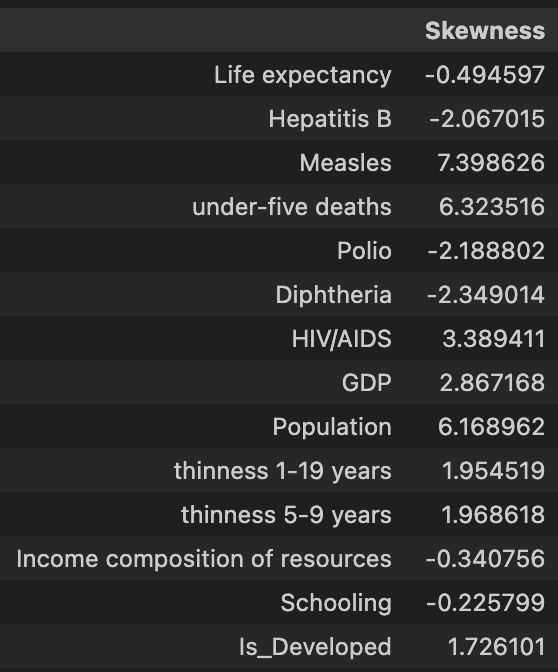 Skewness
Life expectancy -0.494597
Hepatitis B -2.067015
Measles 7.398626
under-five deaths 6.323516
Polio -2.188802
Diphtheria -2.349014
HIV/AIDS 3.389411
GDP 2.867168
Population 6.168962
thinness 1-19 years 1.954519
thinness 5-9 years 1.968618
Income composition of resources -0.340756
Schooling -0.225799
Is_Developed 1.726101